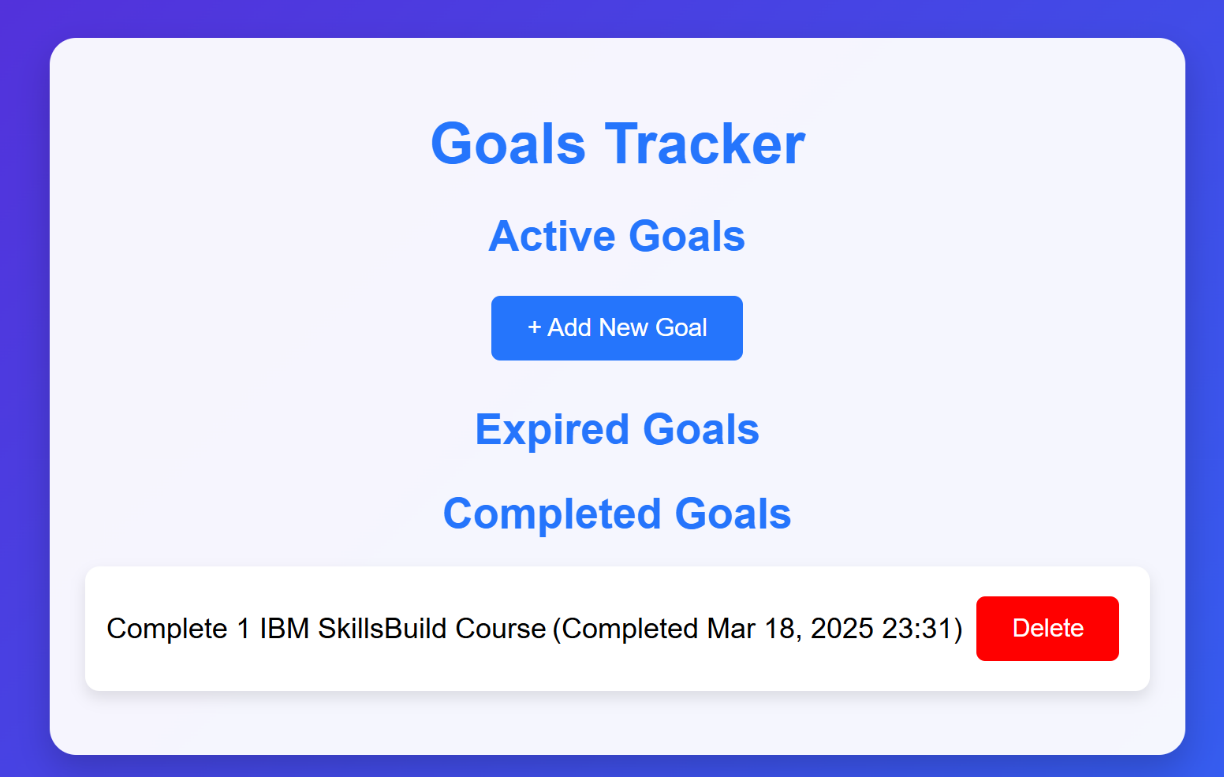 Goals Tracker
Active Goals
+ Add New Goal
Expired Goals
Completed Goals
Complete 1 IBM SkillsBuild Course (Completed Mar 18, 2025 23:31) Delete